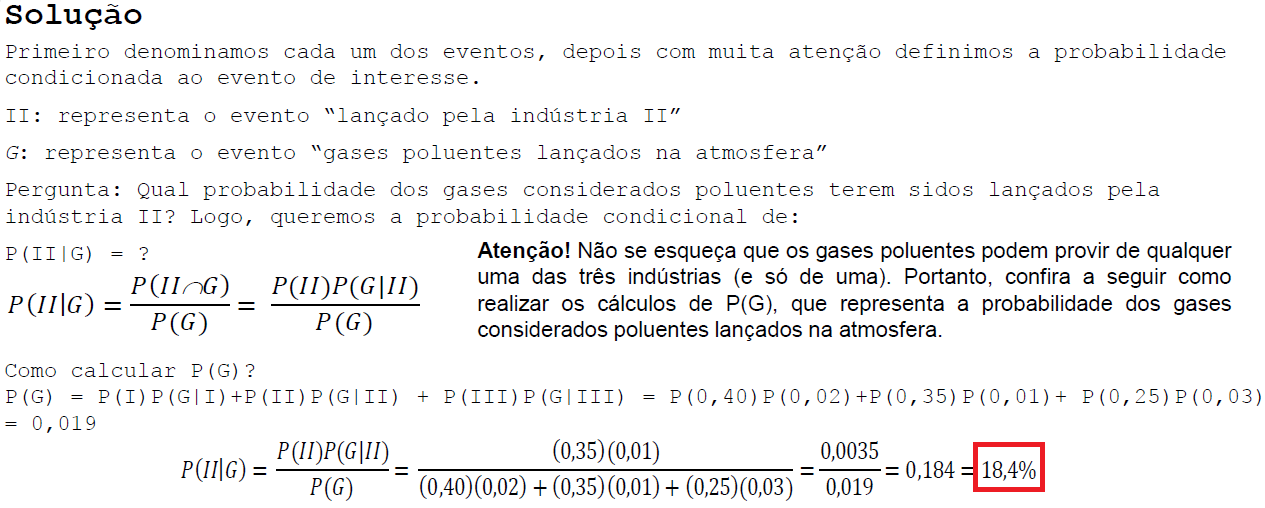 Solução
Primeiro denominamos cada um dos eventos, depois com muita atenção definimos a probabilidade
condicionada ao evento de interesse.
II: representa o evento “lançado pela indústria II”
G: representa o evento “gases poluentes lançados na atmosfera”
Pergunta: Qual probabilidade dos gases considerados poluentes terem sidos lançados pela
indústria II? Logo, queremos a probabilidade condicional de:
P(II|G) = ?
P(II|G) = P(II⌒G) / P(G) = P(II)P(G|II) / P(G)
Atenção! Não se esqueça que os gases poluentes podem provir de qualquer
uma das três indústrias (e só de uma). Portanto, confira a seguir como
realizar os cálculos de P(G), que representa a probabilidade dos gases
considerados poluentes lançados na atmosfera.
Como calcular P(G)?
P(G) = P(I)P(G|I)+P(II)P(G|II) + P(III)P(G|III) = P(0,40)P(0,02)+P(0,35)P(0,01)+ P(0,25)P(0,03)
= 0,019
P(II|G) = P(II)P(G|II) / P(G) = (0,35)(0,01) / (0,40)(0,02) + (0,35)(0,01) + (0,25)(0,03) = 0,0035 / 0,019 = 0,184 = 18,4%